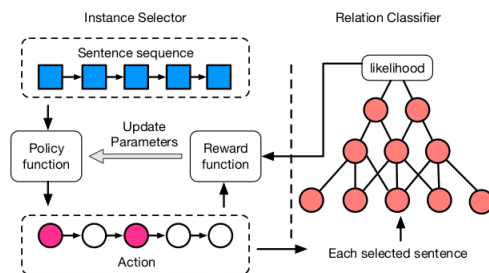 Instance Selector
Relation Classifier
Sentence sequence
likelihood
Update
Parameters
Policy
function
Reward
function
Action
Each selected sentence